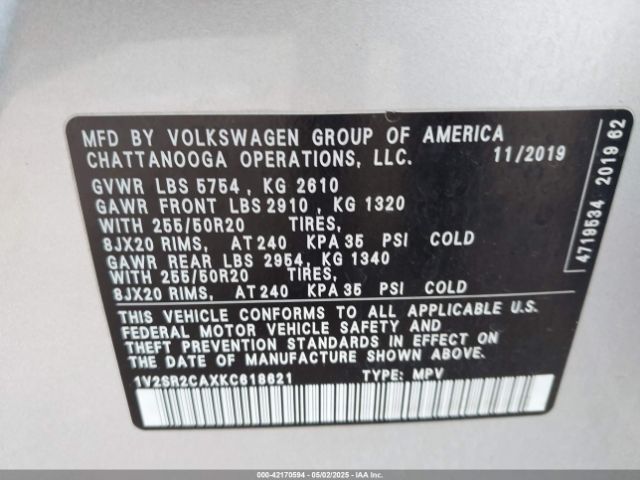 MFD BY VOLKSWAGEN GROUP OF AMERICA
CHATTANOOGA OPERATIONS, LLC. 11/2019
GVWR LBS 5754 , KG 2610
GAWR FRONT LBS 2910 , KG 1320
WITH 255/50R20 TIRES,
8JX20 RIMS, AT 240 KPA 35 PSI COLD
GAWR REAR LBS 2954, KG 1340
WITH 255/50R20 TIRES,
8JX20 RIMS, AT 240 KPA 35 PSI COLD
THIS VEHICLE CONFORMS TO ALL APPLICABLE U.S.
FEDERAL MOTOR VEHICLE SAFETY AND
THEFT PREVENTION STANDARDS IN EFFECT ON
THE DATE OF MANUFACTURE SHOWN ABOVE.
1V2SR2CAXKC618621 TYPE: MPV
4719534 2019 62
000-42170594 - 05/02/2025 - IAA Inc.